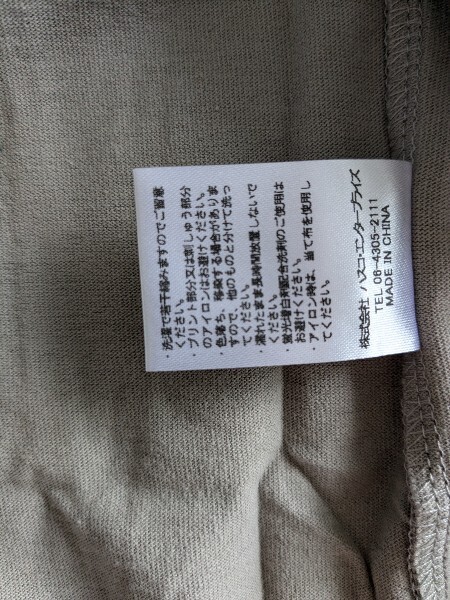 ・洗濯で若干縮みますのでご留意
ください。
・プリント部分又は刺しゅう部分
のアイロンはお避けください。
・色落ち、移染する場合がありま
すので、他のものと分けて洗っ
てください。
・濡れたまま長時間放置しないで
ください。
・蛍光増白剤配合洗剤のご使用は
お避けください。
・アイロン時は、当て布を使用し
てください。
株式会社 ハスコ・エンタープライズ
TEL 06-4305-2111
MADE IN CHINA